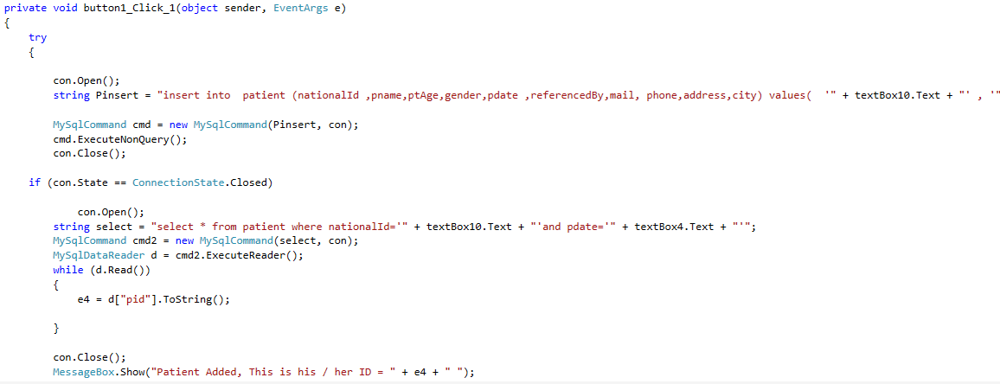 private void button1_Click_1(object sender, EventArgs e)
{
try
{
con.Open();
string Pinsert = "insert into  patient (nationalId ,pname,ptAge,gender,pdate ,referencedBy,mail, phone,address,city) values(  '" + textBox10.Text + "' , '"
MySqlCommand cmd = new MySqlCommand(Pinsert, con);
cmd.ExecuteNonQuery();
con.Close();
if (con.State == ConnectionState.Closed)
con.Open();
string select = "select * from patient where nationalId='" + textBox10.Text + "'and pdate='" + textBox4.Text + "'";
MySqlCommand cmd2 = new MySqlCommand(select, con);
MySqlDataReader d = cmd2.ExecuteReader();
while (d.Read())
{
e4 = d["pid"].ToString();
}
con.Close();
MessageBox.Show("Patient Added, This is his / her ID = " + e4 + " ");